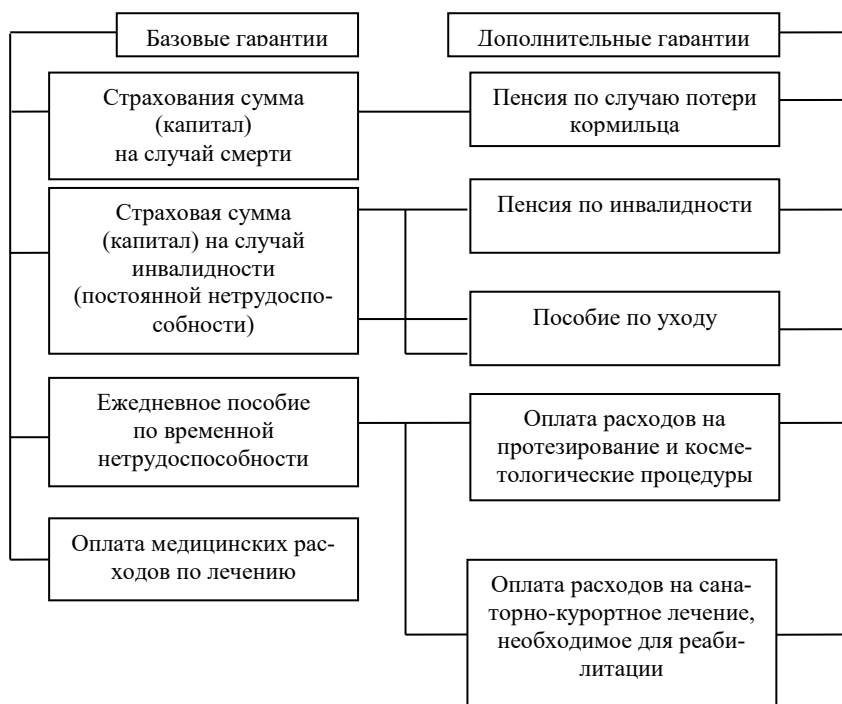 Базовые гарантии
Дополнительные гарантии
Страхования сумма
(капитал)
на случай смерти
Пенсия по случаю потери
кормильца
Страховая сумма
(капитал) на случай
инвалидности
(постоянной нетрудоспо-
собности)
Пенсия по инвалидности
Пособие по уходу
Ежедневное пособие
по временной
нетрудоспособности
Оплата расходов на
протезирование и косме-
тологические процедуры
Оплата медицинских рас-
ходов по лечению
Оплата расходов на сана-
торно-курортное лечение,
необходимое для реаби-
литации